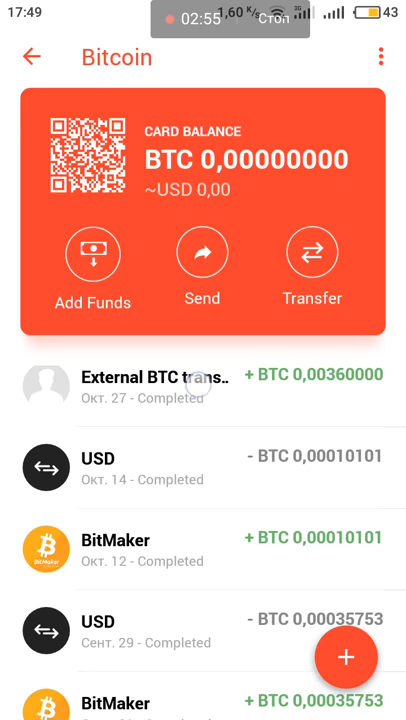 17:49
02:55
Стоп
1,60 K/s
3G
43
Bitcoin
CARD BALANCE
BTC 0,00000000
~USD 0,00
Add Funds
Send
Transfer
External BTC trans..
+ BTC 0,00360000
Окт. 27 - Completed
USD
- BTC 0,00010101
Окт. 14 - Completed
BitMaker
+ BTC 0,00010101
Окт. 12 - Completed
BitMaker
USD
- BTC 0,00035753
Сент. 29 - Completed
BitMaker
+ BTC 0,00035753